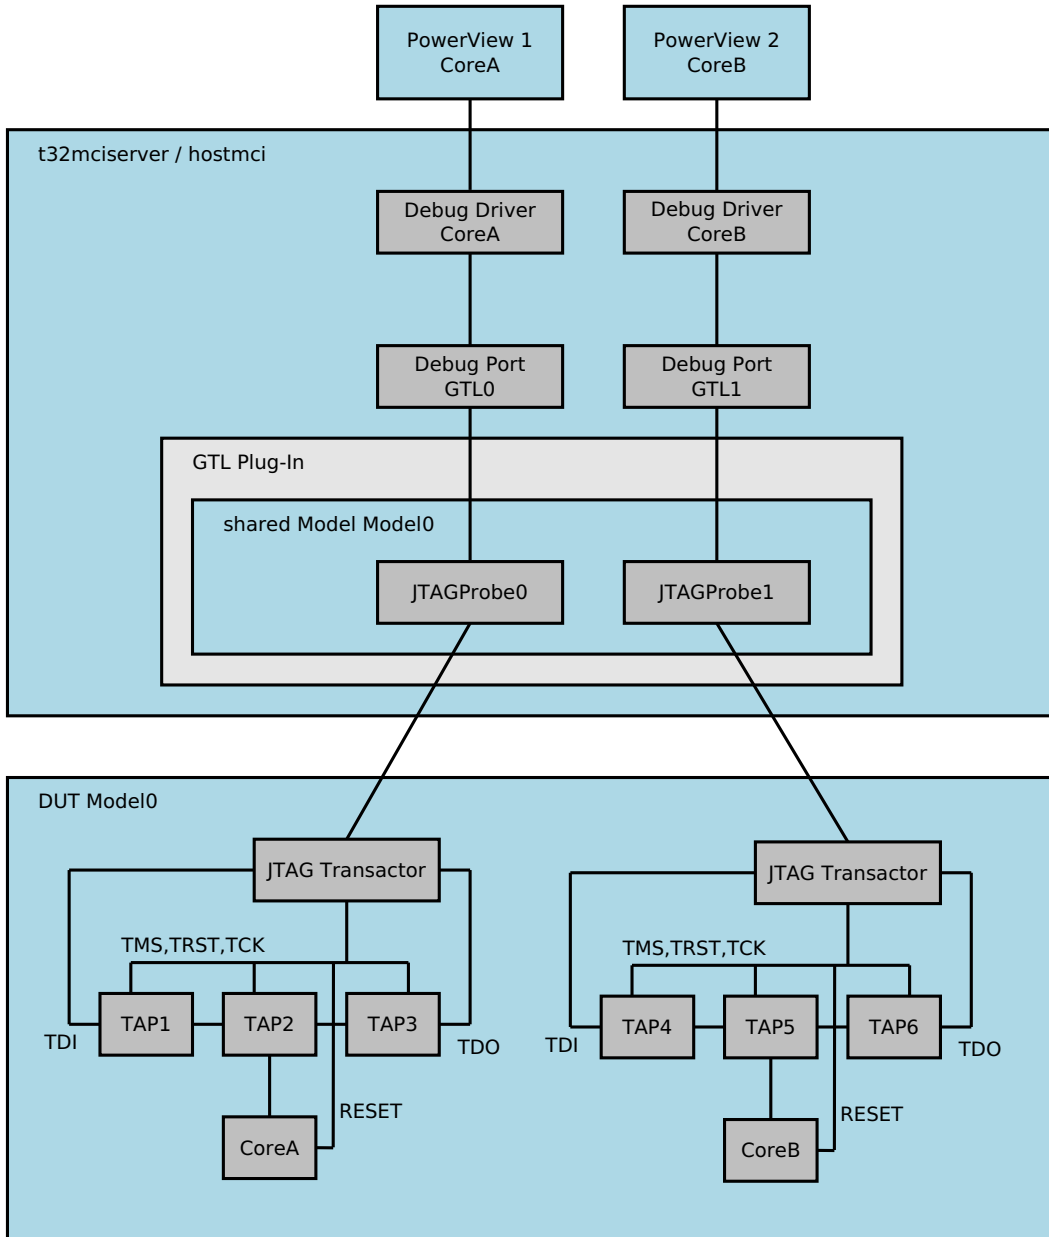 PowerView 1
CoreA
PowerView 2
CoreB
t32mciserver / hostmci
Debug Driver
CoreA
Debug Driver
CoreB
Debug Port
GTL0
Debug Port
GTL1
GTL Plug-In
shared Model Model0
JTAGProbe0
JTAGProbe1
DUT Model0
JTAG Transactor
JTAG Transactor
TMS,TRST,TCK
TMS,TRST,TCK
TAP1
TAP2
TAP3
TAP4
TAP5
TAP6
TDI
TDO
TDI
TDO
RESET
RESET
CoreA
CoreB